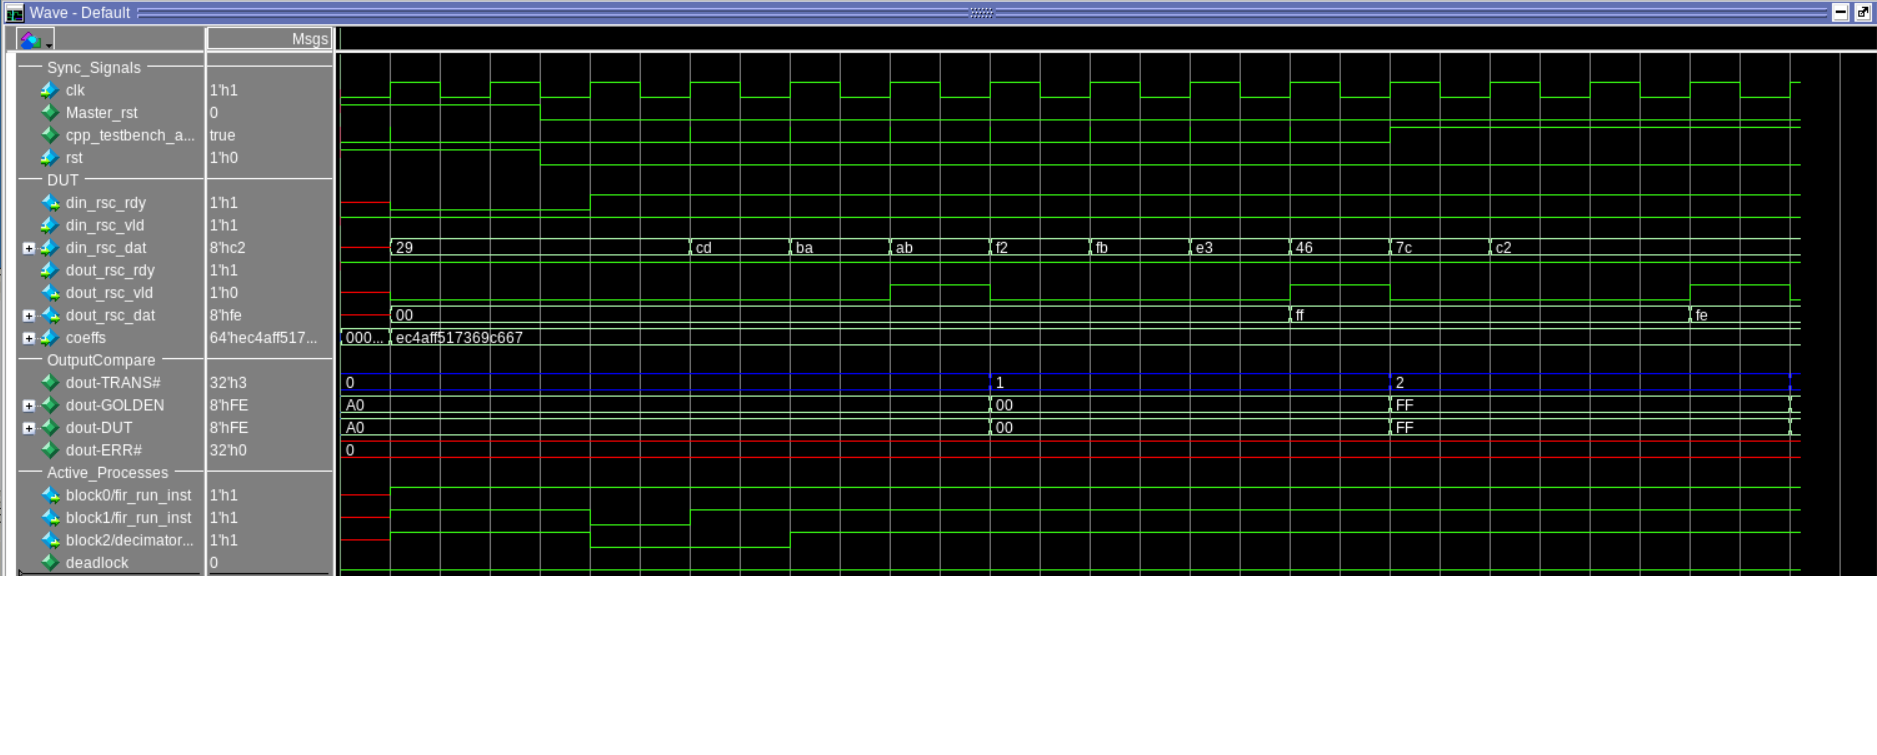 Wave - Default
Msgs
Sync_Signals
clk 1'h1
Master_rst 0
cpp_testbench_a... true
rst 1'h0
DUT
din_rsc_rdy 1'h1
din_rsc_vld 1'h1
din_rsc_dat 8'hc2 29 cd ba ab f2 fb e3 46 7c c2
dout_rsc_rdy 1'h1
dout_rsc_vld 1'h0
dout_rsc_dat 8'hfe 00 ff fe
coeffs 64'hec4aff517... 000... ec4aff517369c667
OutputCompare
dout-TRANS# 32'h3 0 1 2
dout-GOLDEN 8'hFE A0 00 FF
dout-DUT 8'hFE A0 00 FF
dout-ERR# 32'h0 0
Active_Processes
block0/fir_run_inst 1'h1
block1/fir_run_inst 1'h1
block2/decimator... 1'h1
deadlock 0